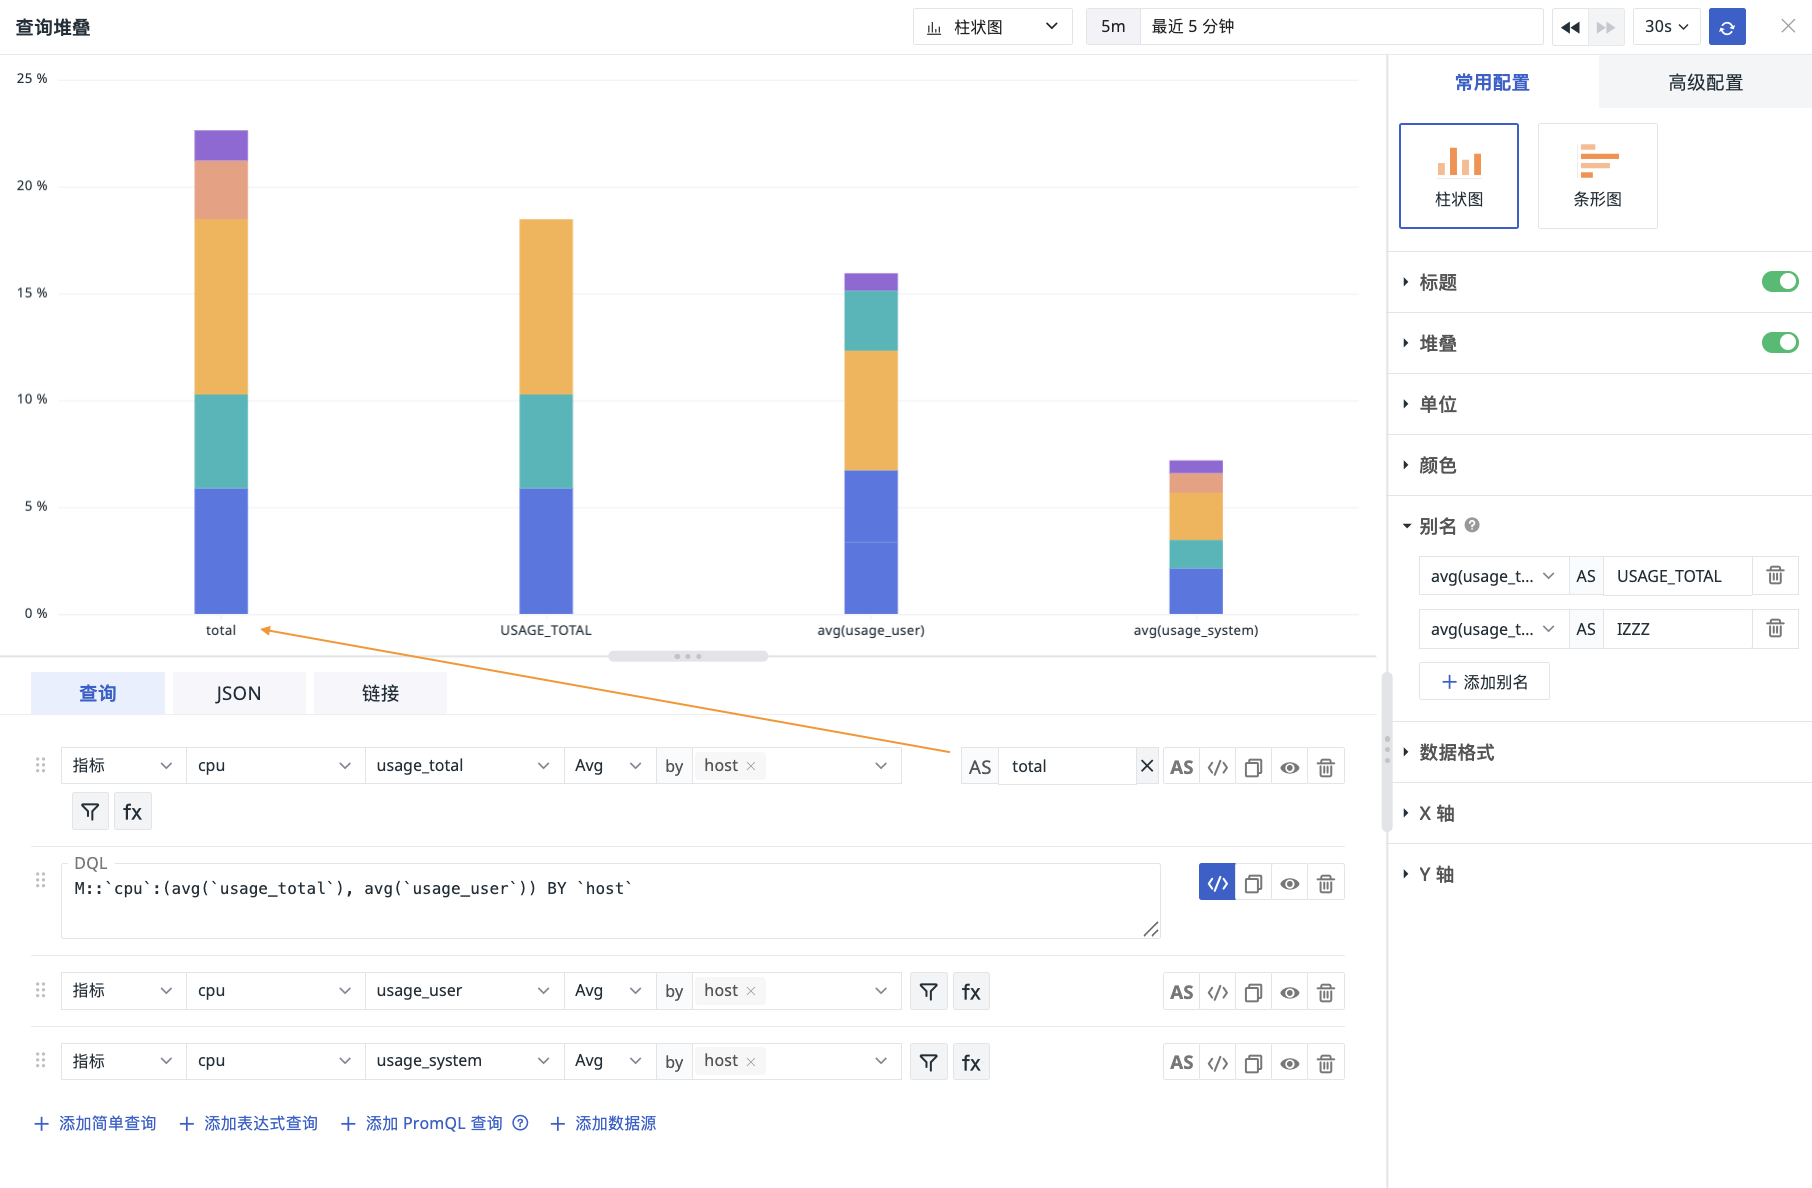 查询堆叠
柱状图
5m 最近 5 分钟
30s
25 %
20 %
15 %
10 %
5 %
0 %
total USAGE_TOTAL avg(usage_user) avg(usage_system)
查询 JSON 链接
指标 cpu usage_total Avg by host × AS total AS </>
fx
DQL
M::`cpu`:(avg(`usage_total`), avg(`usage_user`)) BY `host`
</>
指标 cpu usage_user Avg by host × fx AS </>
指标 cpu usage_system Avg by host × fx AS </>
+ 添加简单查询 + 添加表达式查询 + 添加 PromQL 查询 ? + 添加数据源
常用配置 高级配置
柱状图 条形图
标题
堆叠
单位
颜色
别名 ?
avg(usage_t... AS USAGE_TOTAL
avg(usage_t... AS IZZZ
+ 添加别名
数据格式
X 轴
Y 轴